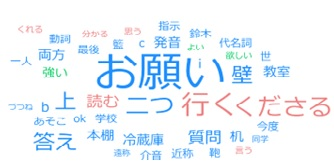 くれる 分かる 思う 指示 鈴木
動詞 籃 c 発音 よい 代名詞
両方 最後 欲しい 世
一人 強い お願い i 壁 教室
b 上 読む 二つ 行くくださる
つつね ok 学校
あそこ 今度
答え 本棚 冷蔵庫 質問 机 同学
遠称 介音 近称 鞄 言う